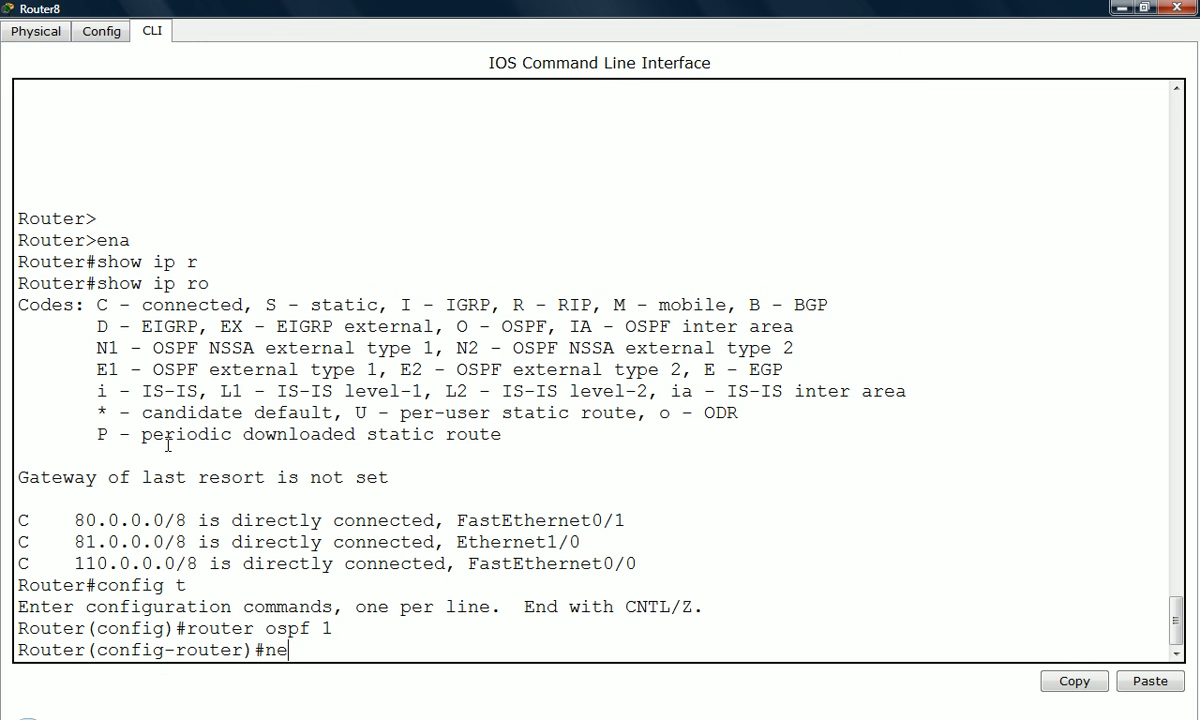 Router8
Physical Config CLI
IOS Command Line Interface
Router>
Router>ena
Router#show ip r
Router#show ip ro
Codes: C - connected, S - static, I - IGRP, R - RIP, M - mobile, B - BGP
D - EIGRP, EX - EIGRP external, O - OSPF, IA - OSPF inter area
N1 - OSPF NSSA external type 1, N2 - OSPF NSSA external type 2
E1 - OSPF external type 1, E2 - OSPF external type 2, E - EGP
i - IS-IS, L1 - IS-IS level-1, L2 - IS-IS level-2, ia - IS-IS inter area
* - candidate default, U - per-user static route, o - ODR
P - periodic downloaded static route
Gateway of last resort is not set
C 80.0.0.0/8 is directly connected, FastEthernet0/1
C 81.0.0.0/8 is directly connected, Ethernet1/0
C 110.0.0.0/8 is directly connected, FastEthernet0/0
Router#config t
Enter configuration commands, one per line. End with CNTL/Z.
Router(config)#router ospf 1
Router(config-router)#ne
Copy Paste